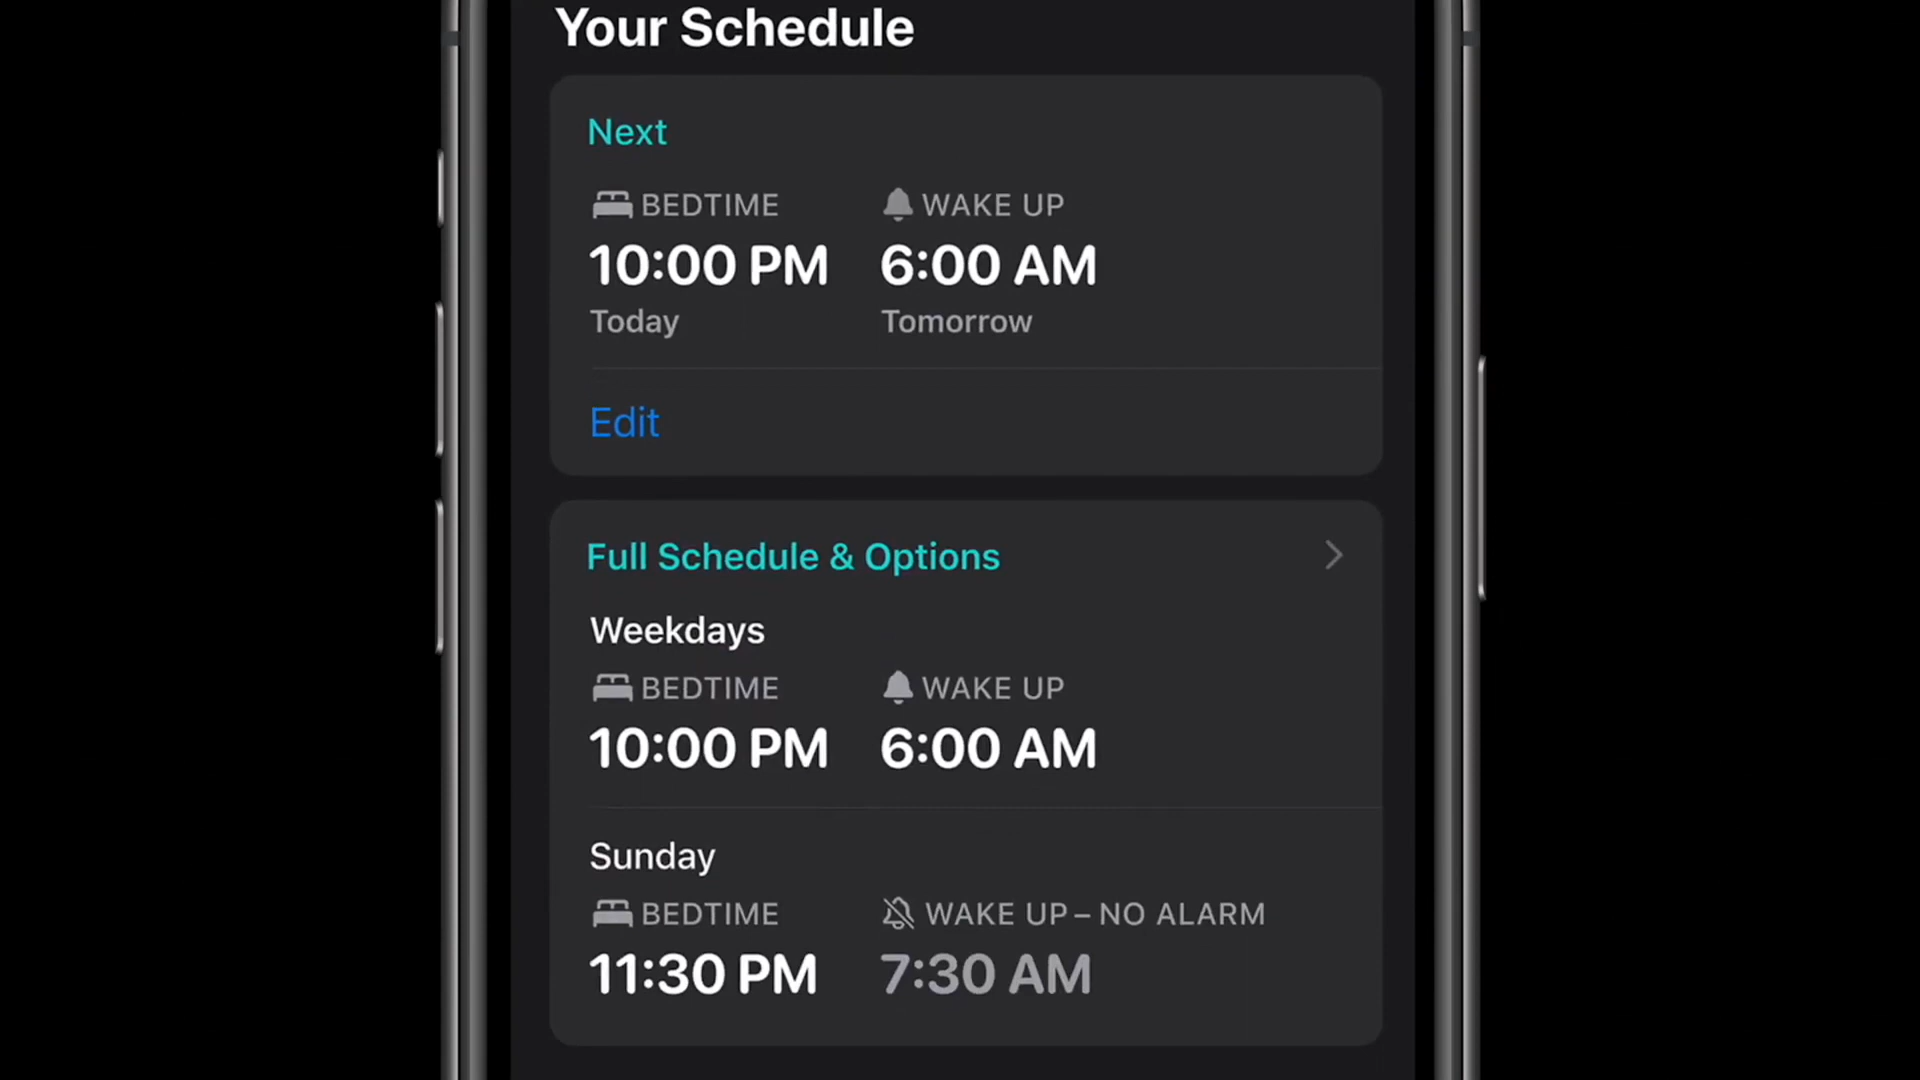 Your Schedule
Next
BEDTIME WAKE UP
10:00 PM 6:00 AM
Today Tomorrow
Edit
Full Schedule & Options
Weekdays
BEDTIME WAKE UP
10:00 PM 6:00 AM
Sunday
BEDTIME WAKE UP – NO ALARM
11:30 PM 7:30 AM